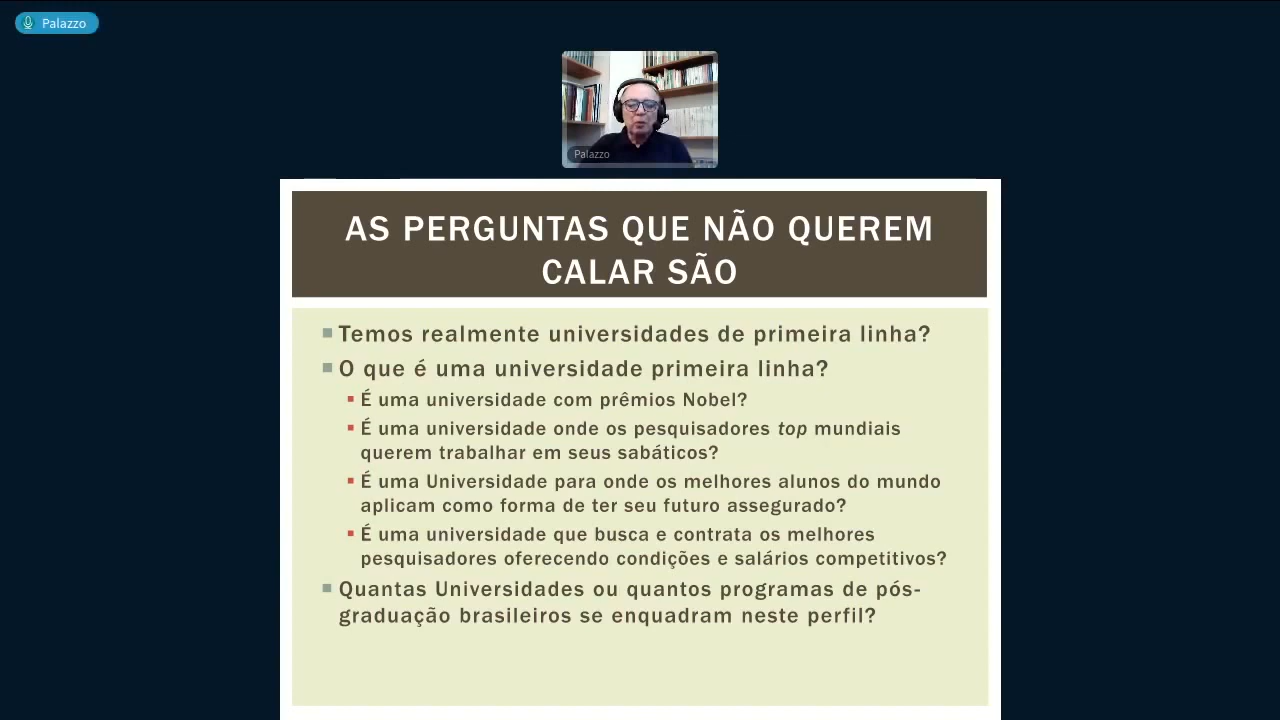 Palazzo
Palazzo
AS PERGUNTAS QUE NÃO QUEREM
CALAR SÃO
Temos realmente universidades de primeira linha?
O que é uma universidade primeira linha?
É uma universidade com prêmios Nobel?
É uma universidade onde os pesquisadores top mundiais
querem trabalhar em seus sabáticos?
É uma Universidade para onde os melhores alunos do mundo
aplicam como forma de ter seu futuro assegurado?
É uma universidade que busca e contrata os melhores
pesquisadores oferecendo condições e salários competitivos?
Quantas Universidades ou quantos programas de pós-
graduação brasileiros se enquadram neste perfil?